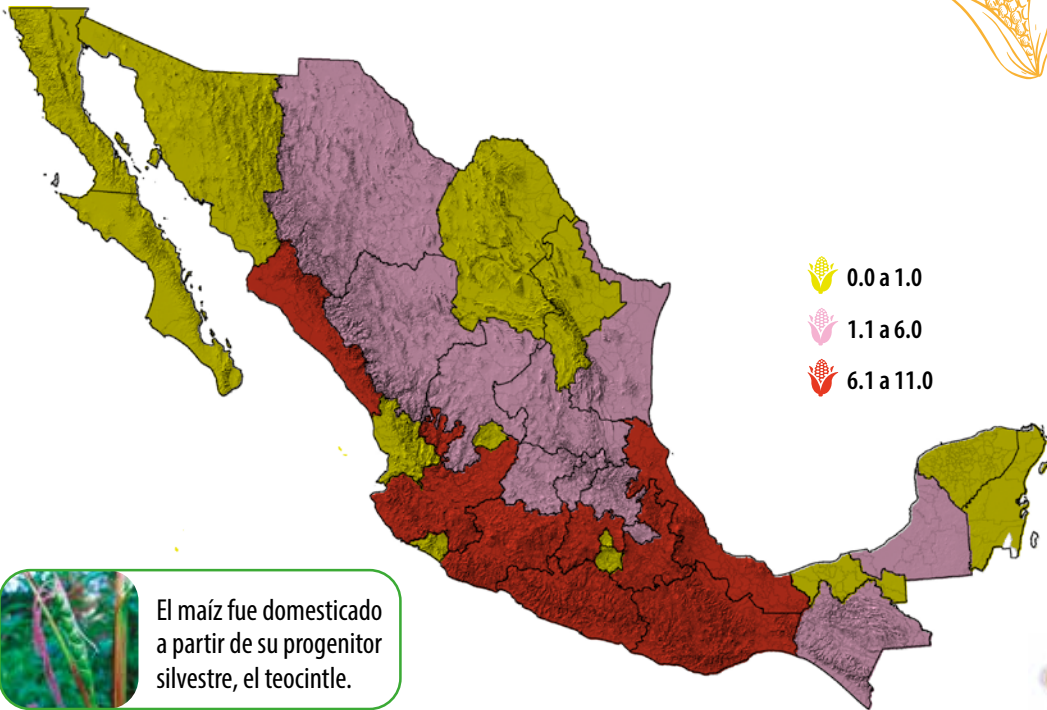 0.0 a 1.0
1.1 a 6.0
6.1 a 11.0
El maíz fue domesticado
a partir de su progenitor
silvestre, el teocintle.